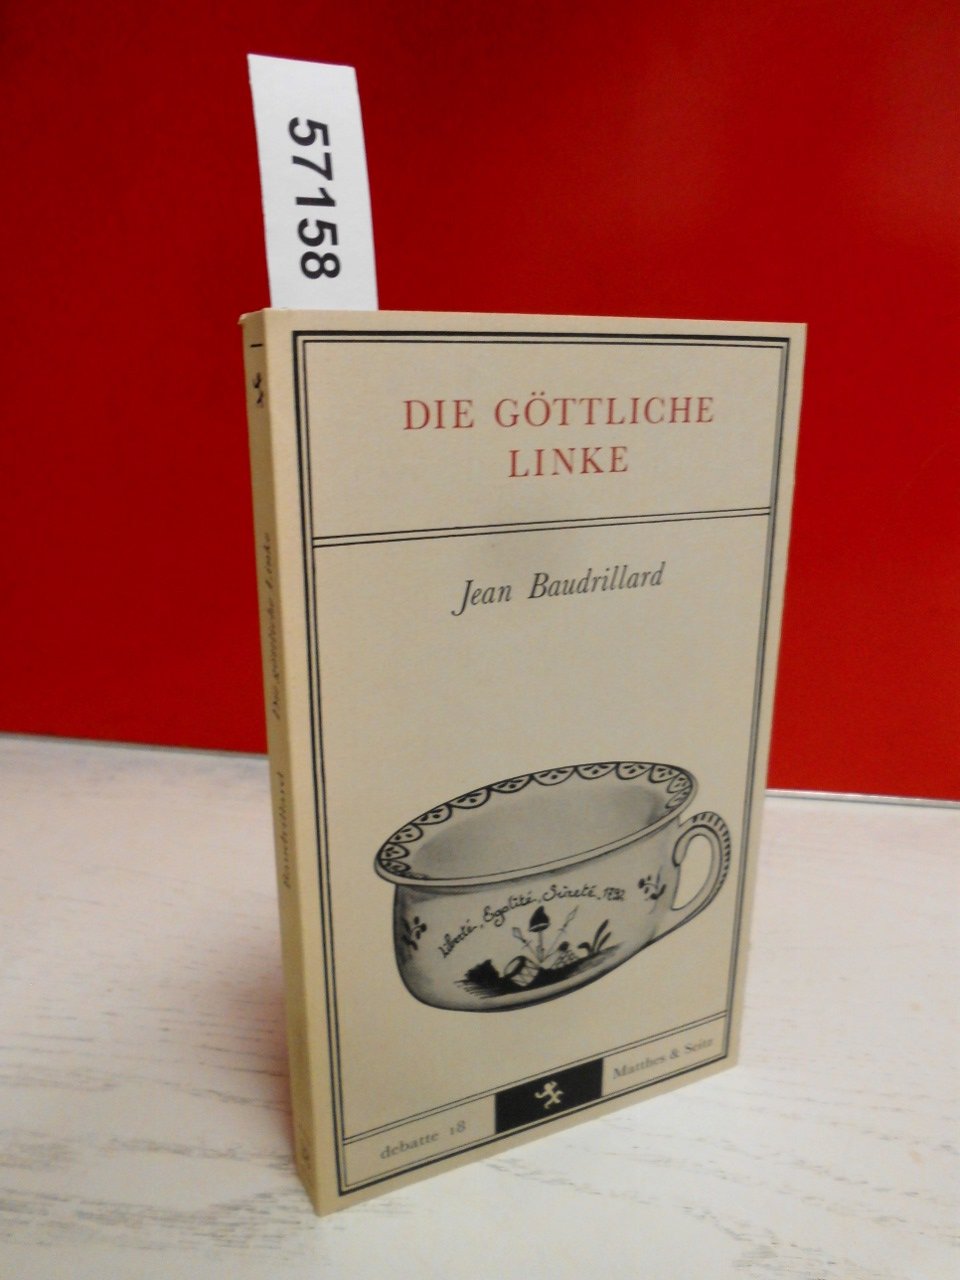 57158
DIE GÖTTLICHE
LINKE
Jean Baudrillard
Liberté, Egalité, Sûreté, 1792
debatte 18
Matthes & Seitz
Baudrillard Die göttliche Linke